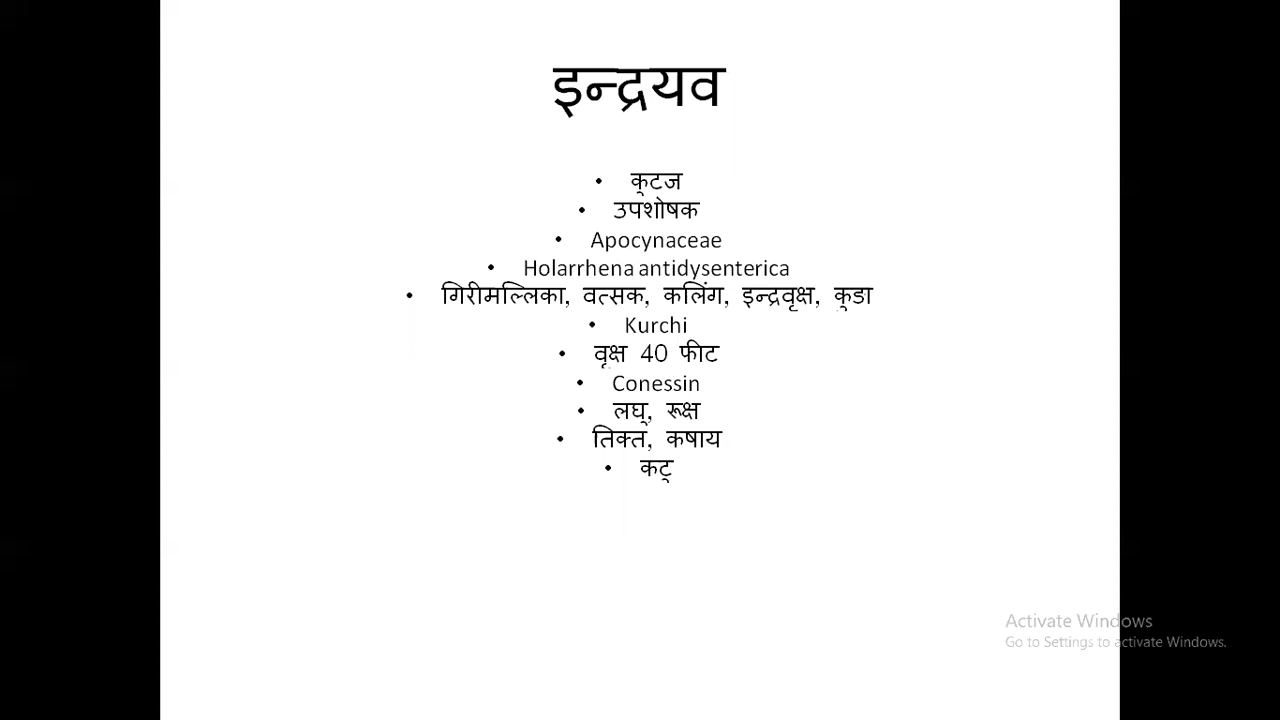 इन्द्रयव
• कुटज
• उपशोषक
• Apocynaceae
• Holarrhena antidysenterica
• गिरीमल्लिका, वत्सक, कलिंग, इन्द्रवृक्ष, कुडा
• Kurchi
• वृक्ष 40 फीट
• Conessin
• लघु, रूक्ष
• तिक्त, कषाय
• कटु
Activate Windows
Go to Settings to activate Windows.